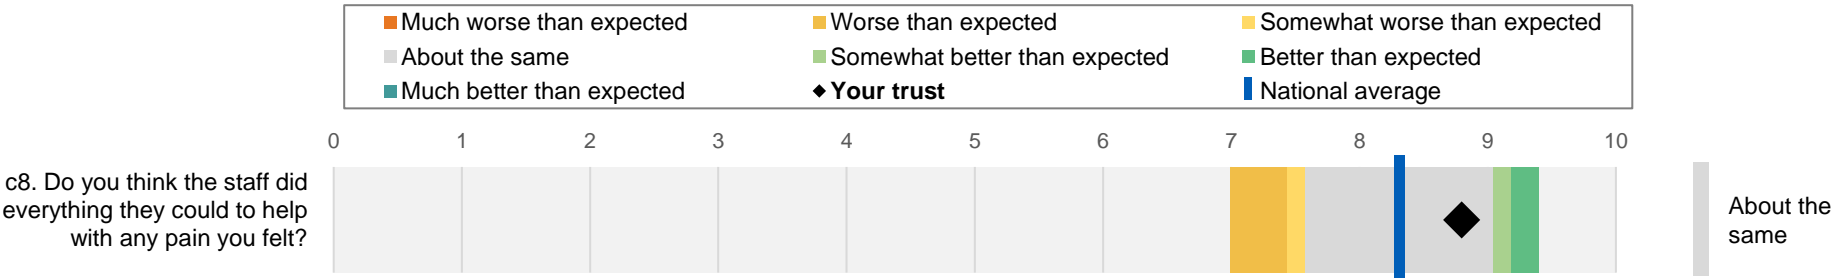 Much worse than expected
Worse than expected
Somewhat worse than expected
About the same
Somewhat better than expected
Better than expected
Much better than expected
Your trust
National average
0 1 2 3 4 5 6 7 8 9 10
c8. Do you think the staff did
everything they could to help
with any pain you felt?
About the
same